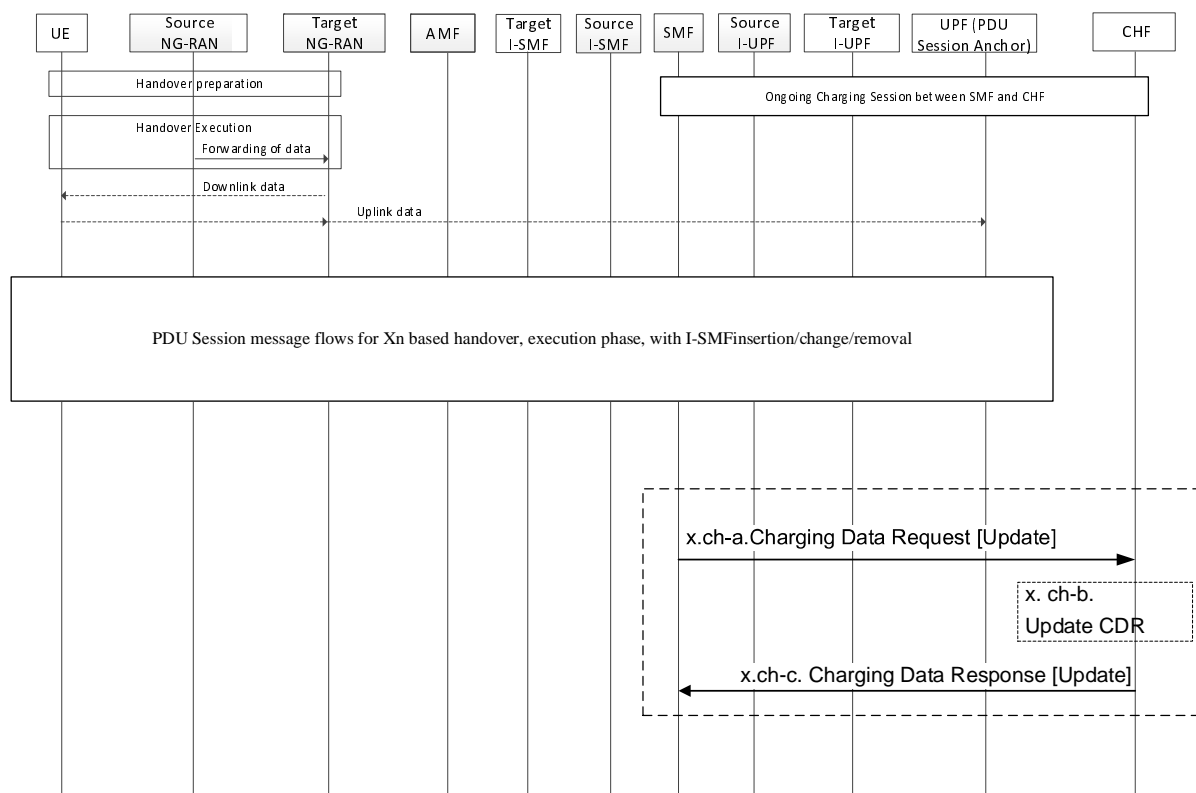 UE
Source
NG-RAN
Target
NG-RAN
AMF
Target
I-SMF
Source
I-SMF
SMF
Source
I-UPF
Target
I-UPF
UPF (PDU
Session Anchor)
CHF
Handover preparation
Ongoing Charging Session between SMF and CHF
Handover Execution
Forwarding of data
Downlink data
Uplink data
PDU Session message flows for Xn based handover, execution phase, with I-SMFinsertion/change/removal
x.ch-a.Charging Data Request [Update]
x. ch-b.
Update CDR
x.ch-c. Charging Data Response [Update]